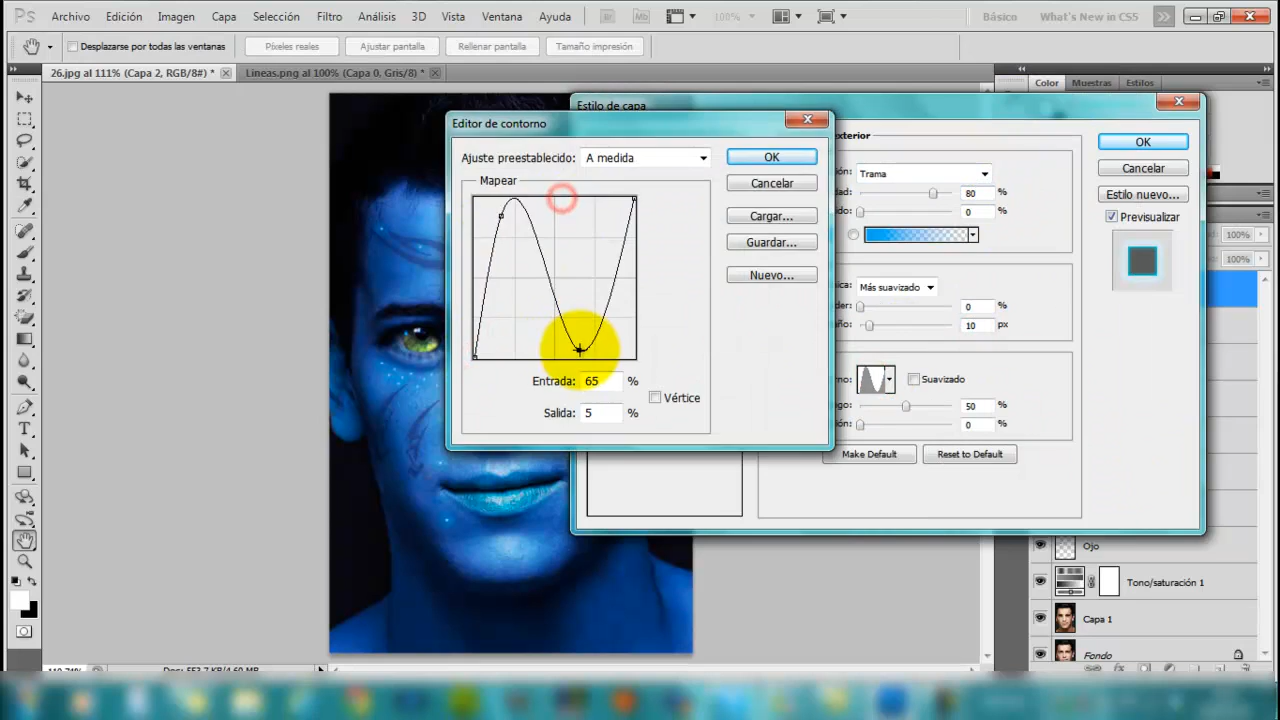 Ps Archivo Edición Imagen Capa Selección Filtro Análisis 3D Vista Ventana Ayuda Br Mb 100% Básico What's New in CS5
Desplazarse por todas las ventanas Píxeles reales Ajustar pantalla Rellenar pantalla Tamaño impresión
26.jpg al 111% (Capa 2, RGB/8#) * Lineas.png al 100% (Capa 0, Gris/8) * Color Muestras Estilos
Estilo de capa
Editor de contorno
exterior
OK
Ajuste preestablecido: A medida OK
Cancelar
Trama
Mapear
Cancelar
80 %
Estilo nuevo...
0 %
Cargar...
Previsualizar
Guardar...
100%
100%
Nuevo...
Más suavizado
0 %
10 px
Entrada: 65 %
Suavizado
Vértice
50 %
Salida: 5 %
0 %
Make Default Reset to Default
Ojo
Tono/saturación 1
Capa 1
Fondo